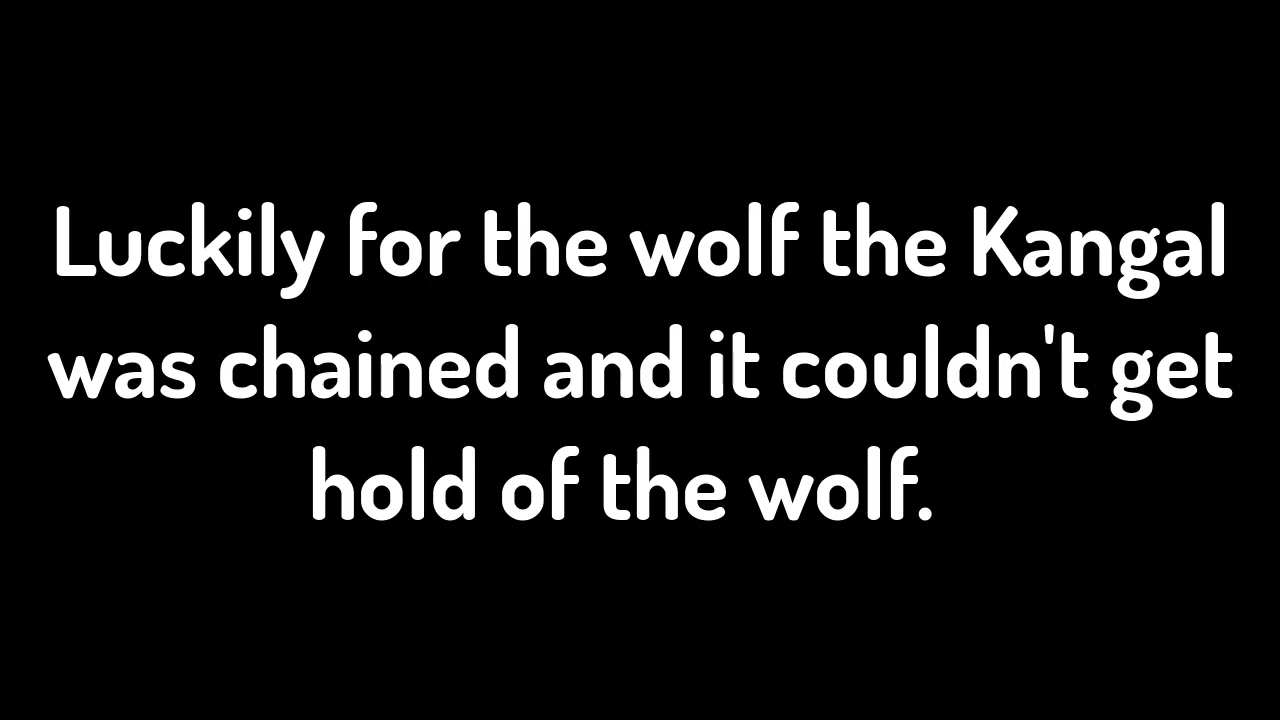 Luckily for the wolf the Kangal
was chained and it couldn't get
hold of the wolf.